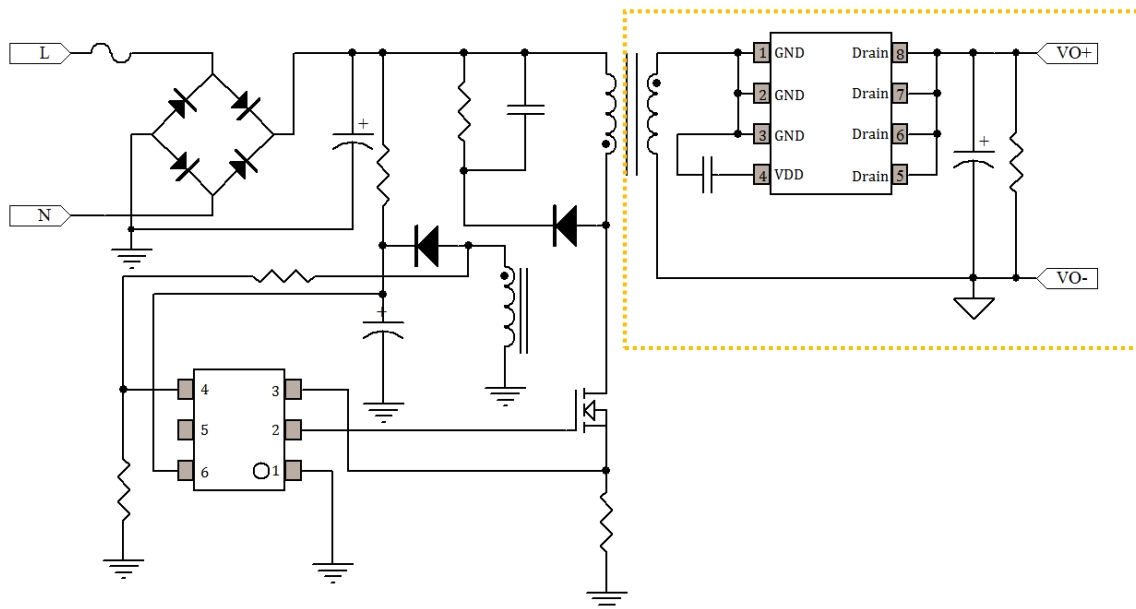 L
N
1 GND
2 GND
3 GND
4 VDD
Drain 8
Drain 7
Drain 6
Drain 5
VO+
VO-
+
+
+
+
4
5
6
3
2
1